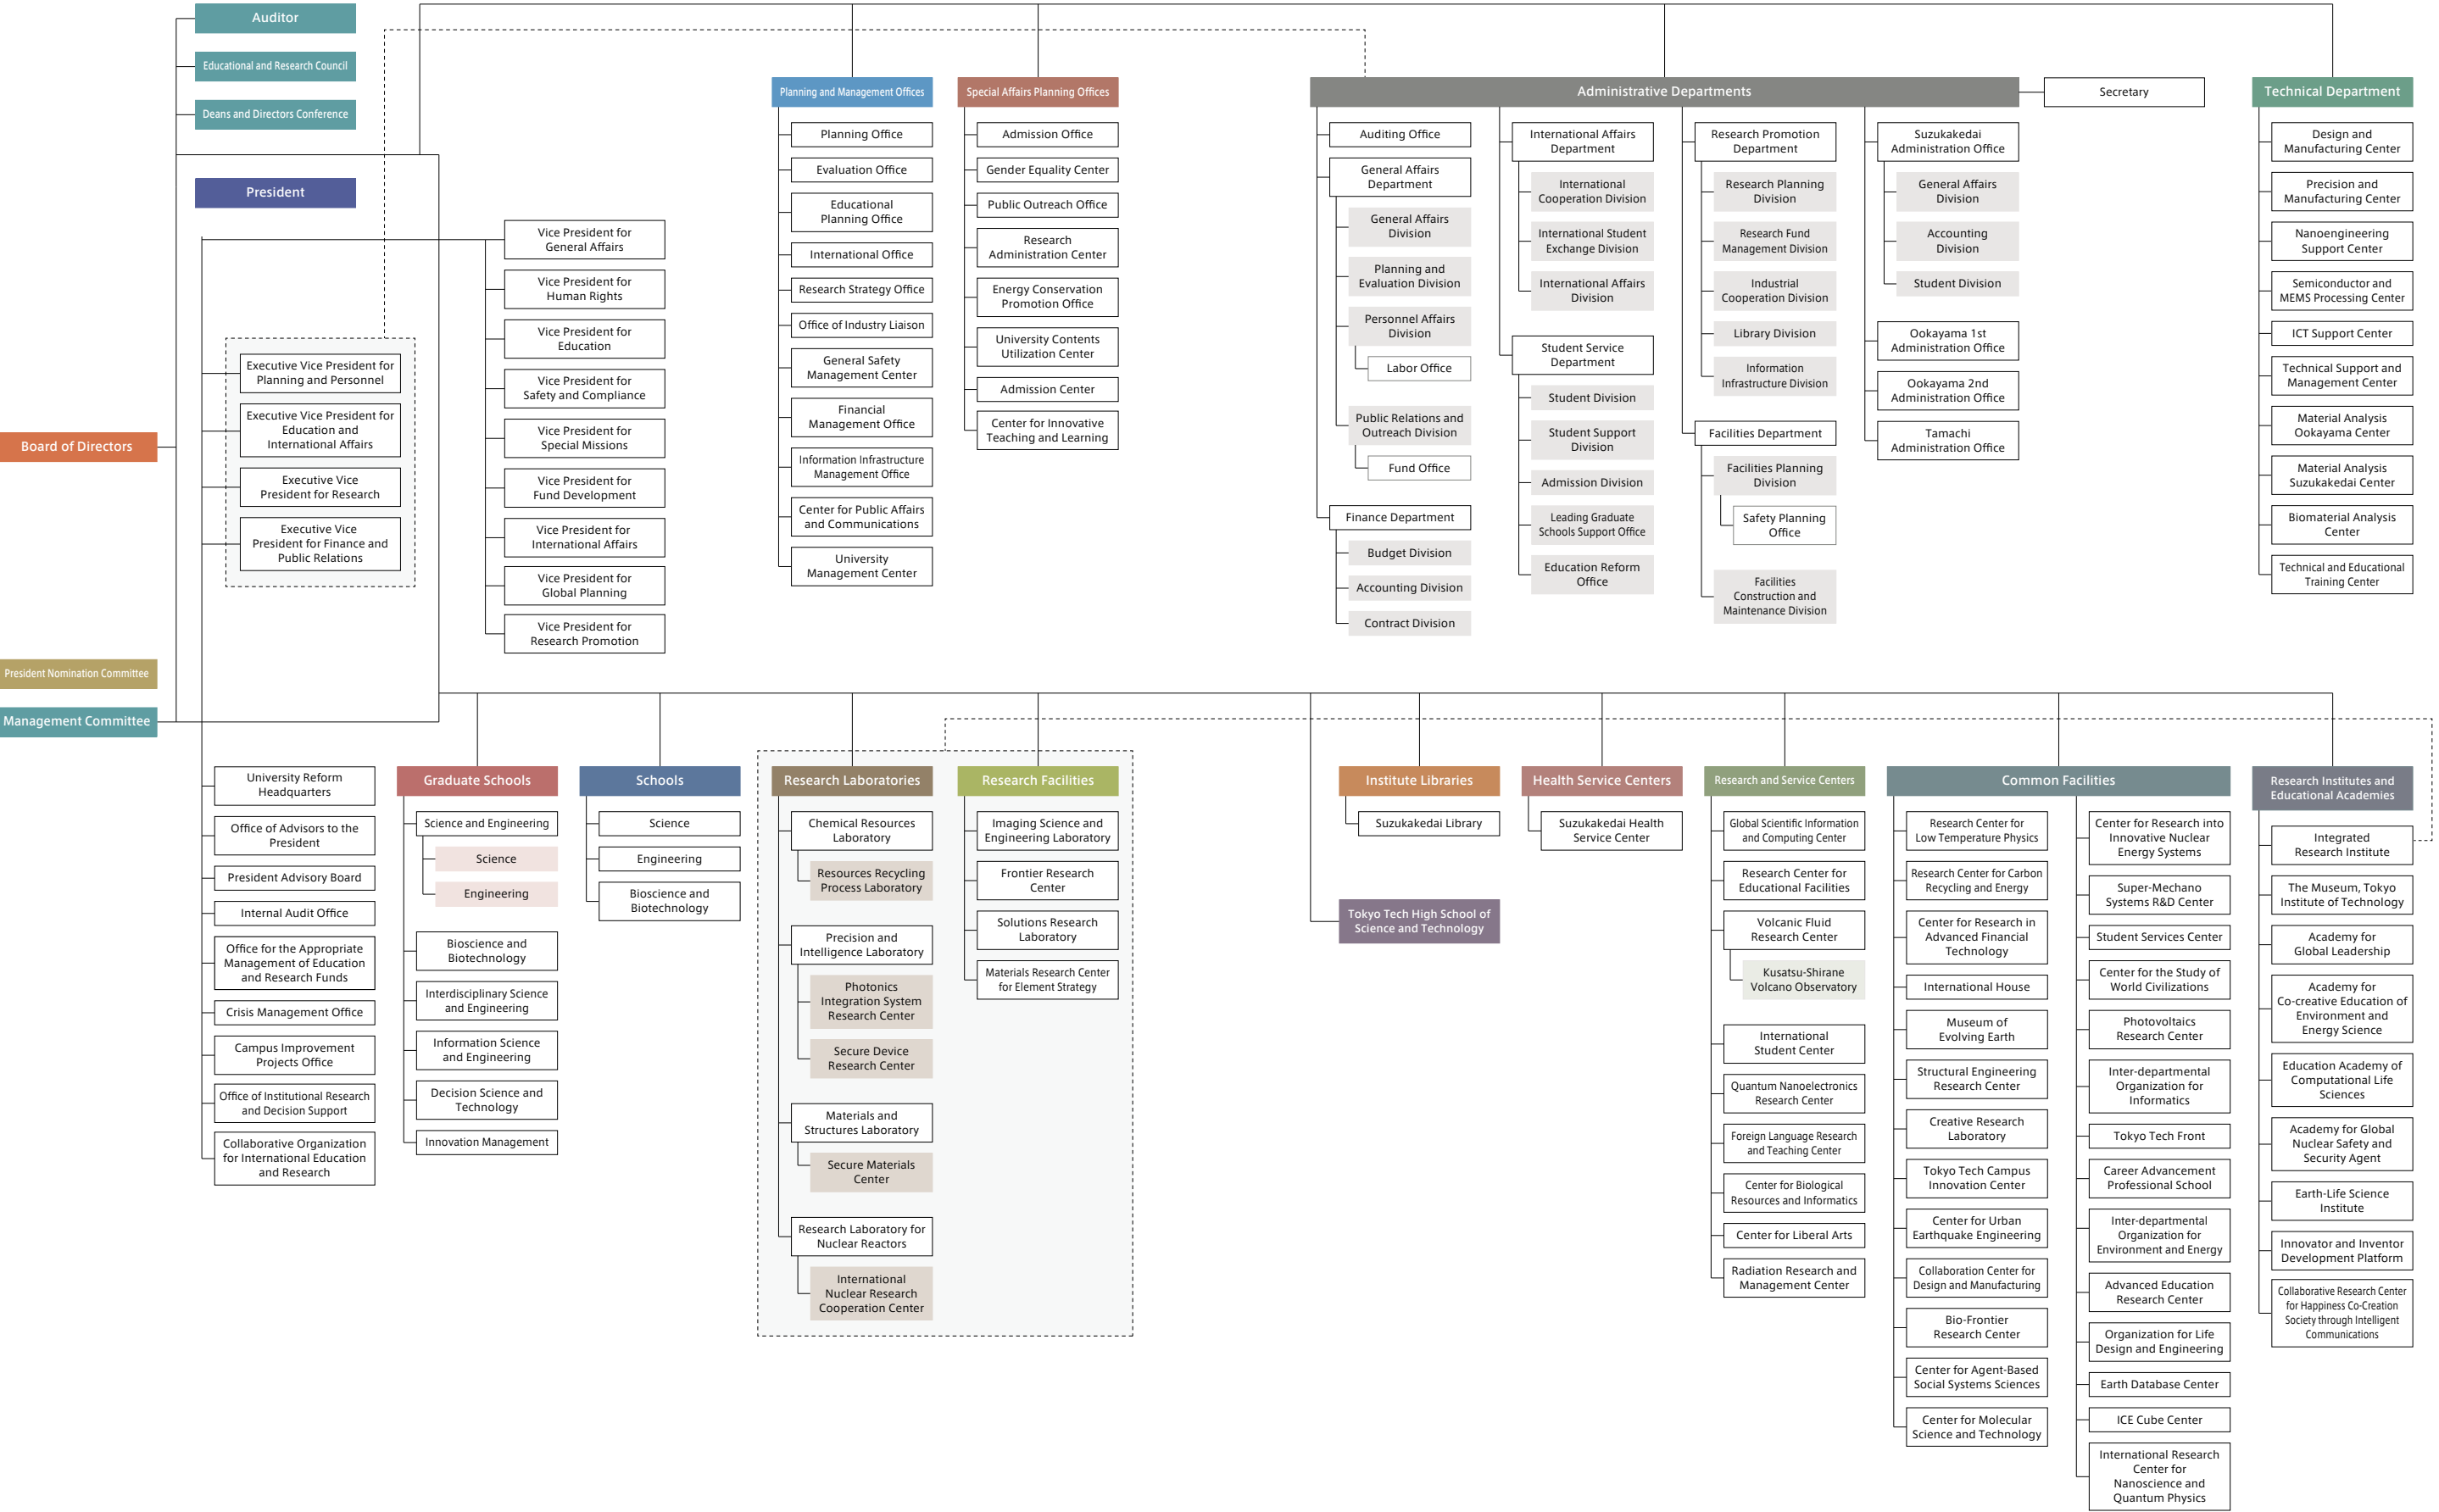 Auditor
Educational and Research Council
Deans and Directors Conference
President
Board of Directors
President Nomination Committee
Management Committee
Executive Vice President for
Planning and Personnel
Executive Vice President for
Education and
International Affairs
Executive Vice
President for Research
Executive Vice
President for Finance and
Public Relations
Vice President for
General Affairs
Vice President for
Human Rights
Vice President for
Education
Vice President for
Safety and Compliance
Vice President for
Special Missions
Vice President for
Fund Development
Vice President for
International Affairs
Vice President for
Global Planning
Vice President for
Research Promotion
Planning and Management Offices
Planning Office
Evaluation Office
Educational
Planning Office
International Office
Research Strategy Office
Office of Industry Liaison
General Safety
Management Center
Financial
Management Office
Information Infrastructure
Management Office
Center for Public Affairs
and Communications
University
Management Center
Special Affairs Planning Offices
Admission Office
Gender Equality Center
Public Outreach Office
Research
Administration Center
Energy Conservation
Promotion Office
University Contents
Utilization Center
Admission Center
Center for Innovative
Teaching and Learning
Administrative Departments
Secretary
Auditing Office
General Affairs
Department
General Affairs
Division
Planning and
Evaluation Division
Personnel Affairs
Division
Labor Office
Public Relations and
Outreach Division
Fund Office
Finance Department
Budget Division
Accounting Division
Contract Division
International Affairs
Department
International
Cooperation Division
International Student
Exchange Division
International Affairs
Division
Student Service
Department
Student Division
Student Support
Division
Admission Division
Leading Graduate
Schools Support Office
Education Reform
Office
Research Promotion
Department
Research Planning
Division
Research Fund
Management Division
Industrial
Cooperation Division
Library Division
Information
Infrastructure Division
Facilities Department
Facilities Planning
Division
Safety Planning
Office
Facilities
Construction and
Maintenance Division
Suzukakedai
Administration Office
General Affairs
Division
Accounting
Division
Student Division
Ookayama 1st
Administration Office
Ookayama 2nd
Administration Office
Tamachi
Administration Office
Technical Department
Design and
Manufacturing Center
Precision and
Manufacturing Center
Nanoengineering
Support Center
Semiconductor and
MEMS Processing Center
ICT Support Center
Technical Support and
Management Center
Material Analysis
Ookayama Center
Material Analysis
Suzukakedai Center
Biomaterial Analysis
Center
Technical and Educational
Training Center
University Reform
Headquarters
Office of Advisors to the
President
President Advisory Board
Internal Audit Office
Office for the Appropriate
Management of Education
and Research Funds
Crisis Management Office
Campus Improvement
Projects Office
Office of Institutional Research
and Decision Support
Collaborative Organization
for International Education
and Research
Graduate Schools
Science and Engineering
Science
Engineering
Bioscience and
Biotechnology
Interdisciplinary Science
and Engineering
Information Science
and Engineering
Decision Science and
Technology
Innovation Management
Schools
Science
Engineering
Bioscience and
Biotechnology
Research Laboratories
Chemical Resources
Laboratory
Resources Recycling
Process Laboratory
Precision and
Intelligence Laboratory
Photonics
Integration System
Research Center
Secure Device
Research Center
Materials and
Structures Laboratory
Secure Materials
Center
Research Laboratory for
Nuclear Reactors
International
Nuclear Research
Cooperation Center
Research Facilities
Imaging Science and
Engineering Laboratory
Frontier Research
Center
Solutions Research
Laboratory
Materials Research Center
for Element Strategy
Institute Libraries
Suzukakedai Library
Tokyo Tech High School of
Science and Technology
Health Service Centers
Suzukakedai Health
Service Center
Research and Service Centers
Global Scientific Information
and Computing Center
Research Center for
Educational Facilities
Volcanic Fluid
Research Center
Kusatsu-Shirane
Volcano Observatory
International
Student Center
Quantum Nanoelectronics
Research Center
Foreign Language Research
and Teaching Center
Center for Biological
Resources and Informatics
Center for Liberal Arts
Radiation Research and
Management Center
Common Facilities
Research Center for
Low Temperature Physics
Research Center for Carbon
Recycling and Energy
Center for Research in
Advanced Financial
Technology
International House
Museum of
Evolving Earth
Structural Engineering
Research Center
Creative Research
Laboratory
Tokyo Tech Campus
Innovation Center
Center for Urban
Earthquake Engineering
Collaboration Center for
Design and Manufacturing
Bio-Frontier
Research Center
Center for Agent-Based
Social Systems Sciences
Center for Molecular
Science and Technology
Center for Research into
Innovative Nuclear
Energy Systems
Super-Mechano
Systems R&D Center
Student Services Center
Center for the Study of
World Civilizations
Photovoltaics
Research Center
Inter-departmental
Organization for
Informatics
Tokyo Tech Front
Career Advancement
Professional School
Inter-departmental
Organization for
Environment and Energy
Advanced Education
Research Center
Organization for Life
Design and Engineering
Earth Database Center
ICE Cube Center
International Research
Center for
Nanoscience and
Quantum Physics
Research Institutes and
Educational Academies
Integrated
Research Institute
The Museum, Tokyo
Institute of Technology
Academy for
Global Leadership
Academy for
Co-creative Education of
Environment and
Energy Science
Education Academy of
Computational Life
Sciences
Academy for Global
Nuclear Safety and
Security Agent
Earth-Life Science
Institute
Innovator and Inventor
Development Platform
Collaborative Research Center
for Happiness Co-Creation
Society through Intelligent
Communications